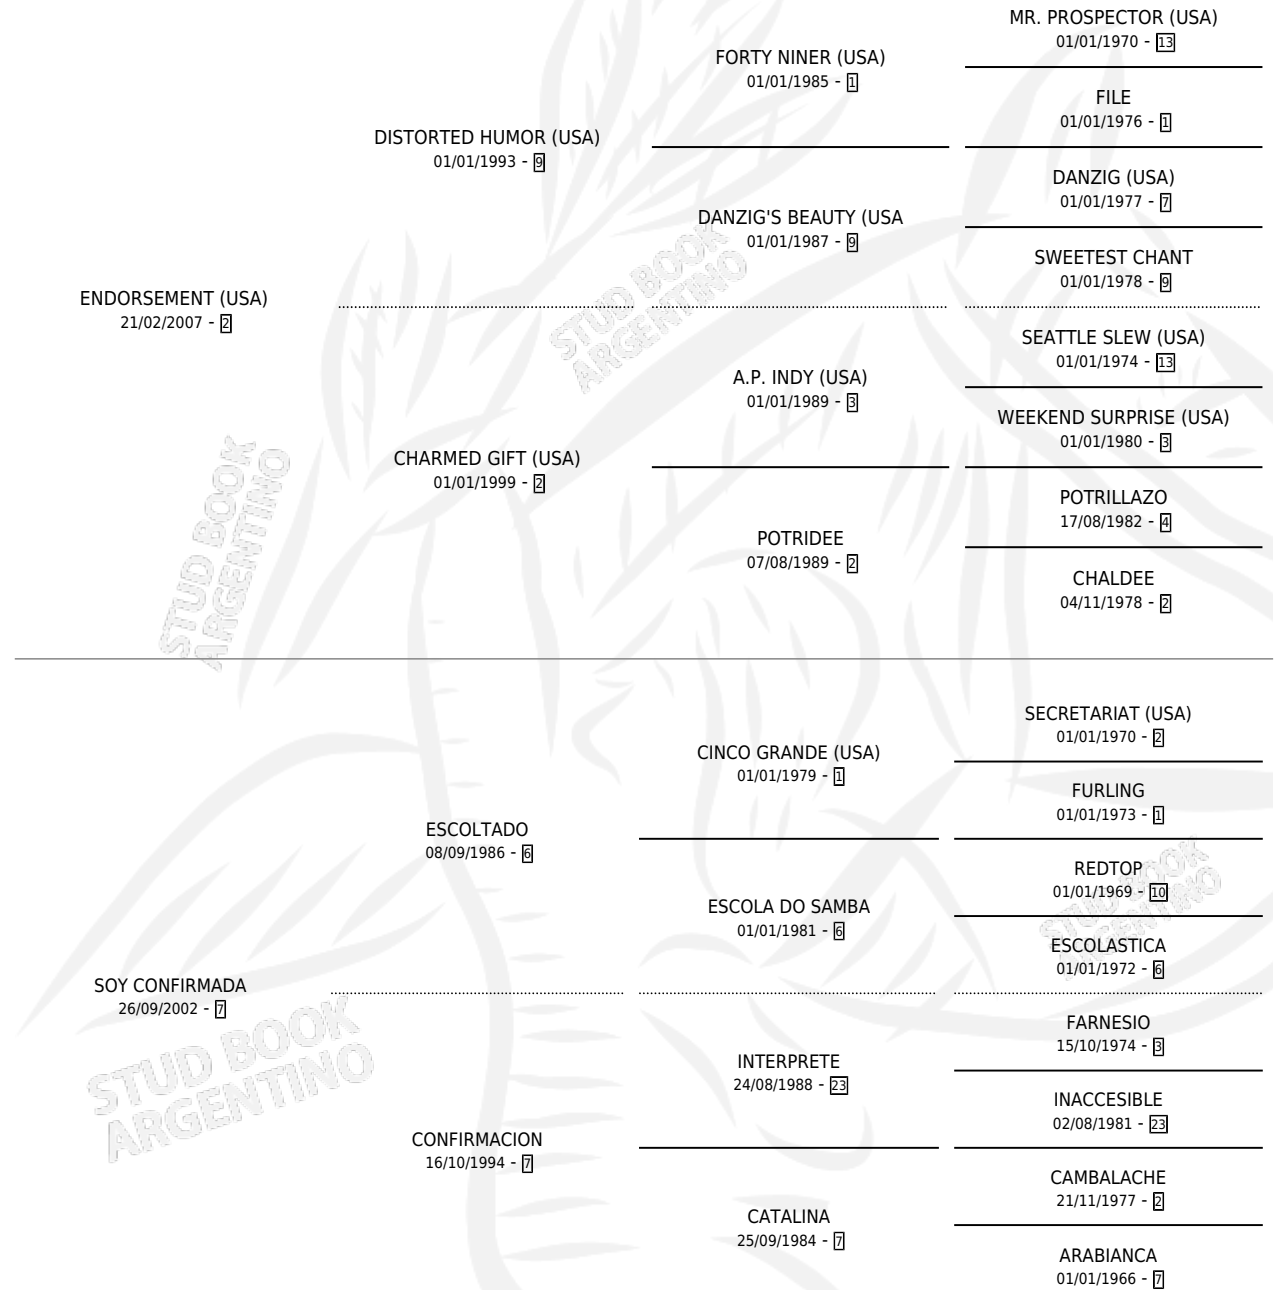 MR. PROSPECTOR (USA)
01/01/1970 - 13
FORTY NINER (USA)
01/01/1985 - 1
FILE
01/01/1976 - 1
DISTORTED HUMOR (USA)
01/01/1993 - 9
DANZIG (USA)
01/01/1977 - 7
DANZIG'S BEAUTY (USA
01/01/1987 - 9
SWEETEST CHANT
01/01/1978 - 9
ENDORSEMENT (USA)
21/02/2007 - 2
STUD BOOK
ARGENTINO
SEATTLE SLEW (USA)
01/01/1974 - 13
A.P. INDY (USA)
01/01/1989 - 3
WEEKEND SURPRISE (USA)
01/01/1980 - 3
CHARMED GIFT (USA)
01/01/1999 - 2
POTRILLAZO
17/08/1982 - 4
POTRIDEE
07/08/1989 - 2
CHALDEE
04/11/1978 - 2
STUD BOOK
ARGENTINO
SECRETARIAT (USA)
01/01/1970 - 2
CINCO GRANDE (USA)
01/01/1979 - 1
FURLING
01/01/1973 - 1
ESCOLTADO
08/09/1986 - 6
REDTOP
01/01/1969 - 10
STUD BOOK
ARGENTINO
ESCOLA DO SAMBA
01/01/1981 - 6
ESCOLASTICA
01/01/1972 - 6
SOY CONFIRMADA
26/09/2002 - 7
STUD BOOK
ARGENTINO
FARNESIO
15/10/1974 - 3
INTERPRETE
24/08/1988 - 23
INACCESIBLE
02/08/1981 - 23
CONFIRMACION
16/10/1994 - 7
CAMBALACHE
21/11/1977 - 2
CATALINA
25/09/1984 - 7
ARABIANCA
01/01/1966 - 7